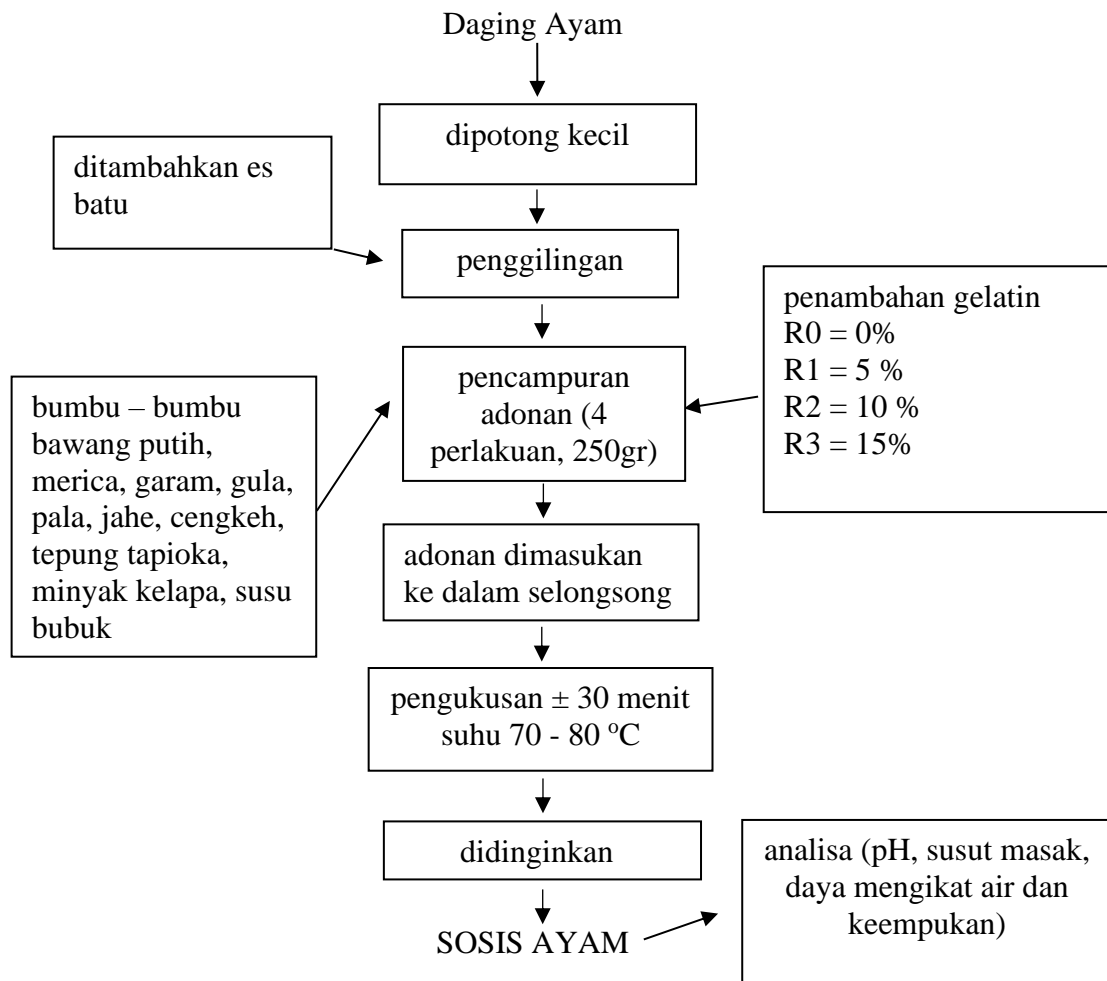 Daging Ayam
dipotong kecil
ditambahkan es
batu
penggilingan
penambahan gelatin
R0 = 0%
R1 = 5 %
R2 = 10 %
R3 = 15%
pencampuran
adonan (4
perlakuan, 250gr)
bumbu – bumbu
bawang putih,
merica, garam, gula,
pala, jahe, cengkeh,
tepung tapioka,
minyak kelapa, susu
bubuk
adonan dimasukan
ke dalam selongsong
pengukusan ± 30 menit
suhu 70 - 80 ºC
didinginkan
analisa (pH, susut masak,
daya mengikat air dan
keempukan)
SOSIS AYAM